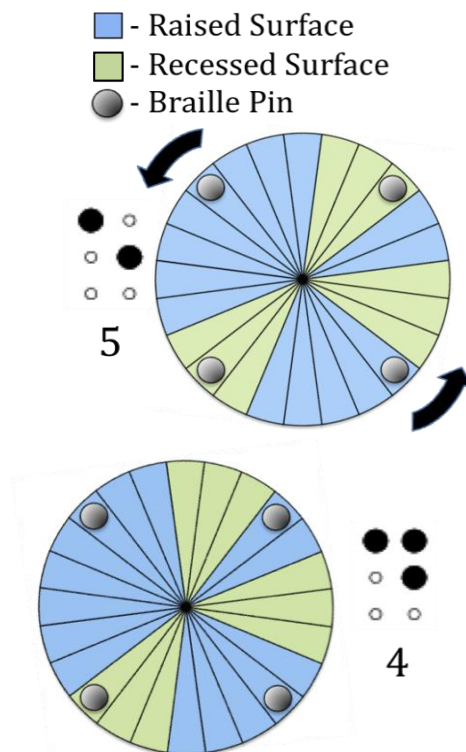 - Raised Surface
- Recessed Surface
- Braille Pin
5
4